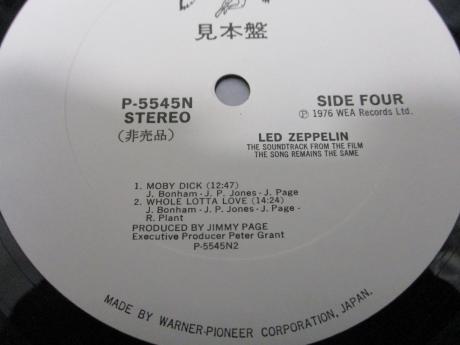 見本盤
P-5545N
STEREO
(非売品)
SIDE FOUR
Ⓟ 1976 WEA Records Ltd.
LED ZEPPELIN
THE SOUNDTRACK FROM THE FILM
THE SONG REMAINS THE SAME
1. MOBY DICK (12:47)
J. Bonham - J. P. Jones - J. Page
2. WHOLE LOTTA LOVE (14:24)
J. Bonham - J. P. Jones - J. Page -
R. Plant
PRODUCED BY JIMMY PAGE
Executive Producer Peter Grant
P-5545N2
MADE BY WARNER-PIONEER CORPORATION, JAPAN.